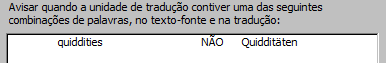 Avisar quando a unidade de tradução contiver uma das seguintes
combinações de palavras, no texto-fonte e na tradução:
quiddities NÃO Quidditäten